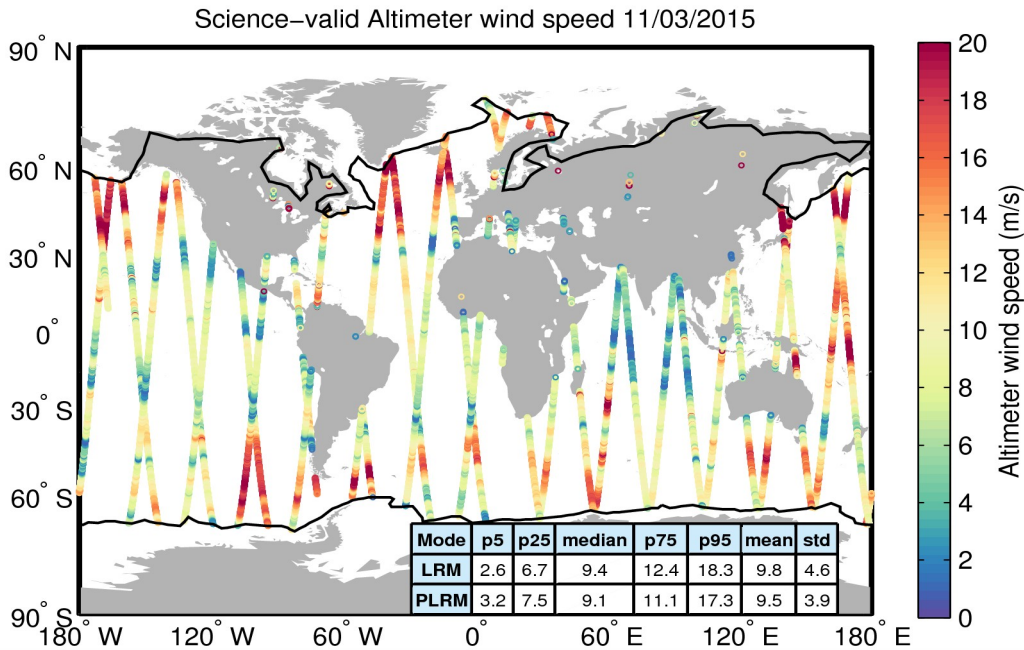 Science−valid Altimeter wind speed 11/03/2015
90° N
60° N
30° N
0°
30° S
60° S
90° S
180° W
120° W
60° W
0°
60° E
120° E
180° E
20
18
16
14
12
10
8
6
4
2
0
Altimeter wind speed (m/s)
Mode p5 p25 median p75 p95 mean std
LRM 2.6 6.7 9.4 12.4 18.3 9.8 4.6
PLRM 3.2 7.5 9.1 11.1 17.3 9.5 3.9